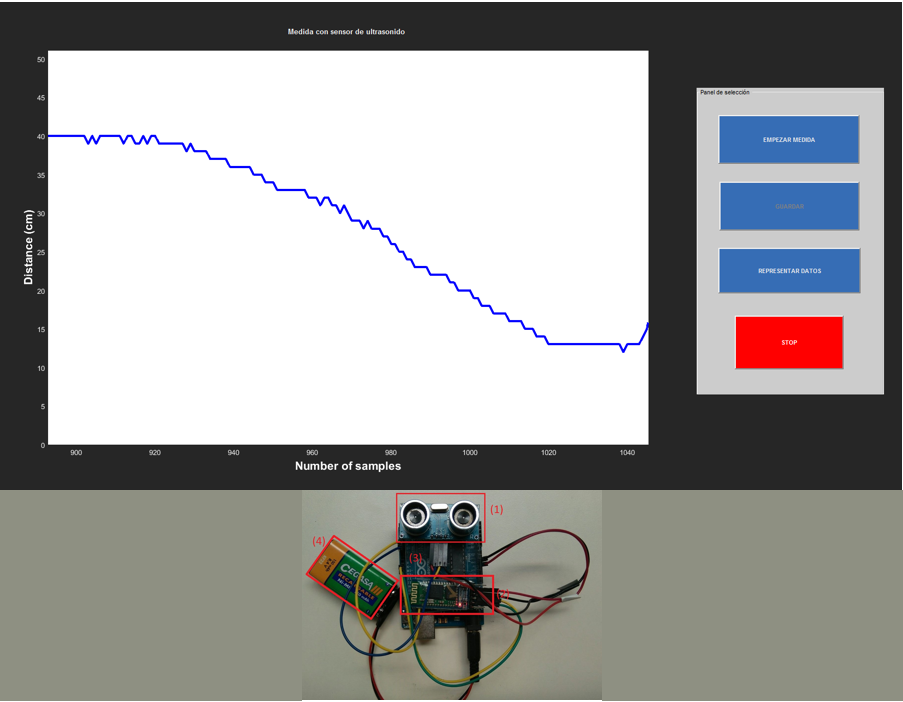 Medida con sensor de ultrasonido
Distance (cm)
50
45
40
35
30
25
20
15
10
5
0
900
920
940
960
980
1000
1020
1040
Number of samples
Panel de selección
EMPEZAR MEDIDA
GUARDAR
REPRESENTAR DATOS
STOP
(1)
(4)
(3)
CEGASA